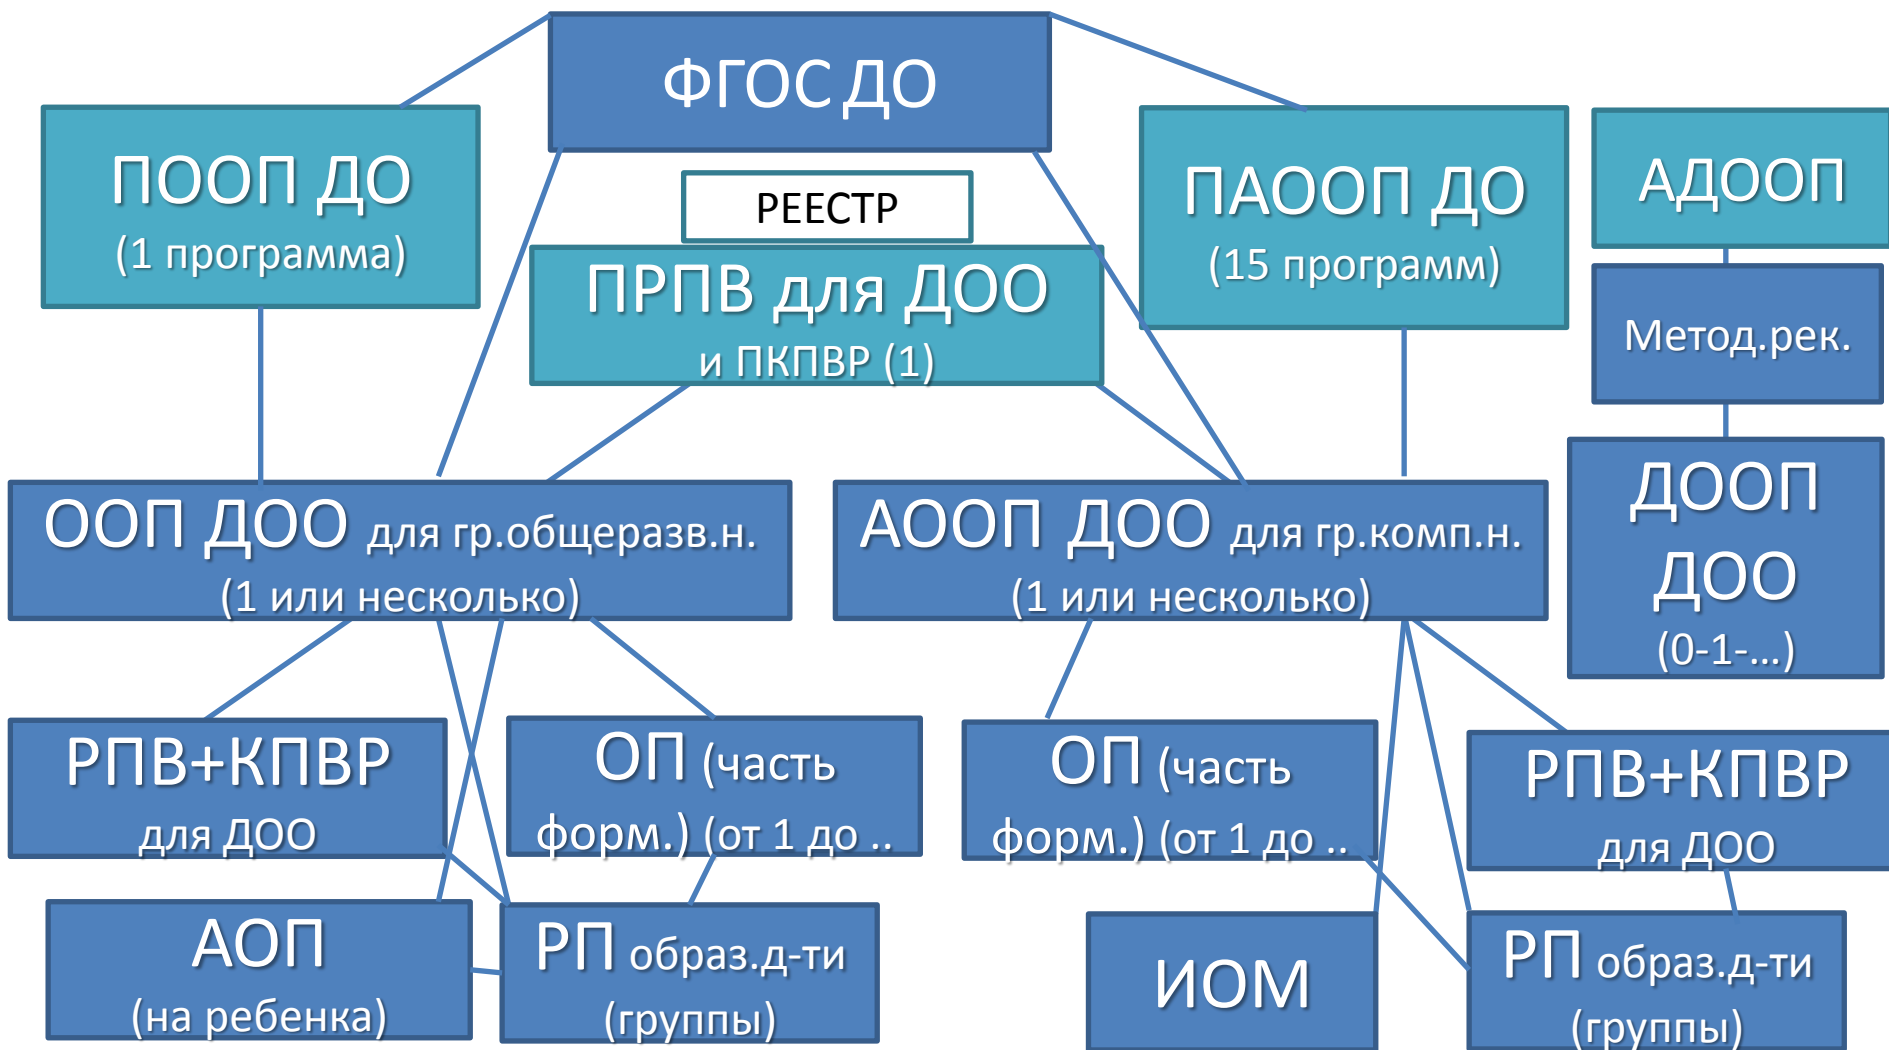 ФГОС ДО
ПООП ДО
(1 программа)
РЕЕСТР
ПРПВ для ДОО
и ПКПВР (1)
ПАООП ДО
(15 программ)
АДООП
Метод.рек.
ДООП
ДОО
(0-1-...)
ООП ДОО для гр.общеразв.н.
(1 или несколько)
АООП ДОО для гр.комп.н.
(1 или несколько)
РПВ+КПВР
для ДОО
ОП (часть
форм.) (от 1 до ..
ОП (часть
форм.) (от 1 до ..
РПВ+КПВР
для ДОО
АОП
(на ребенка)
РП образ.д-ти
(группы)
ИОМ
РП образ.д-ти
(группы)